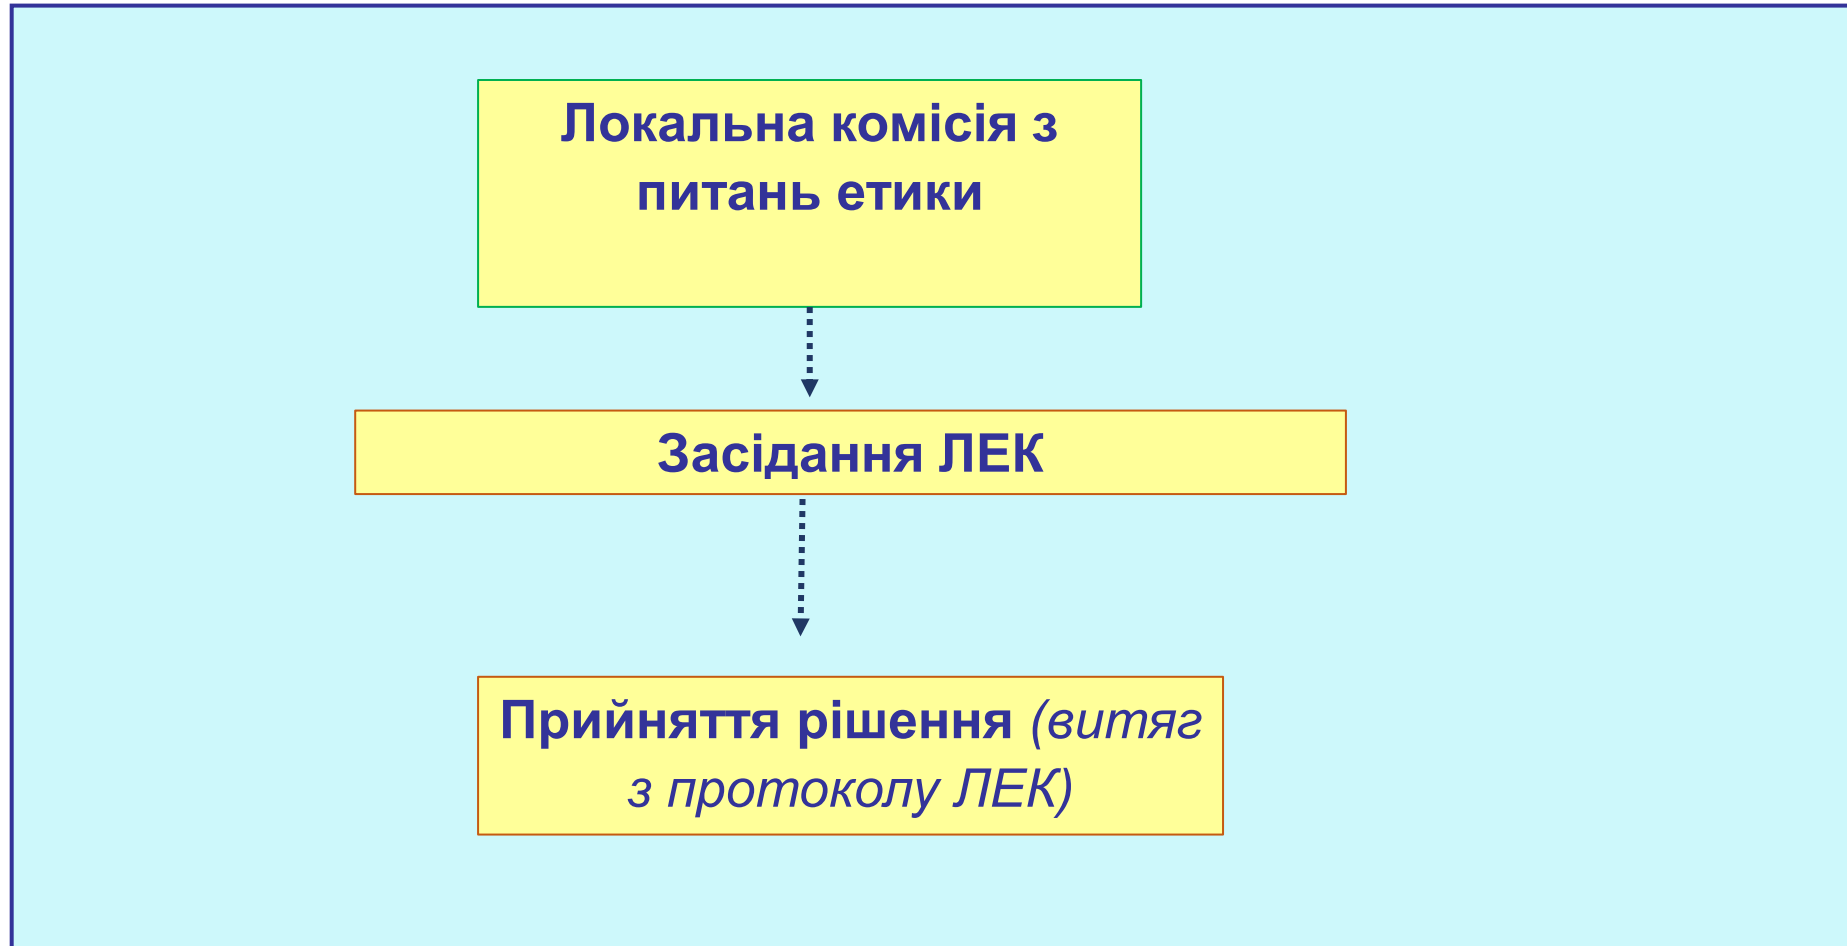 Локальна комісія з
питань етики
Засідання ЛЕК
Прийняття рішення (витяг
з протоколу ЛЕК)